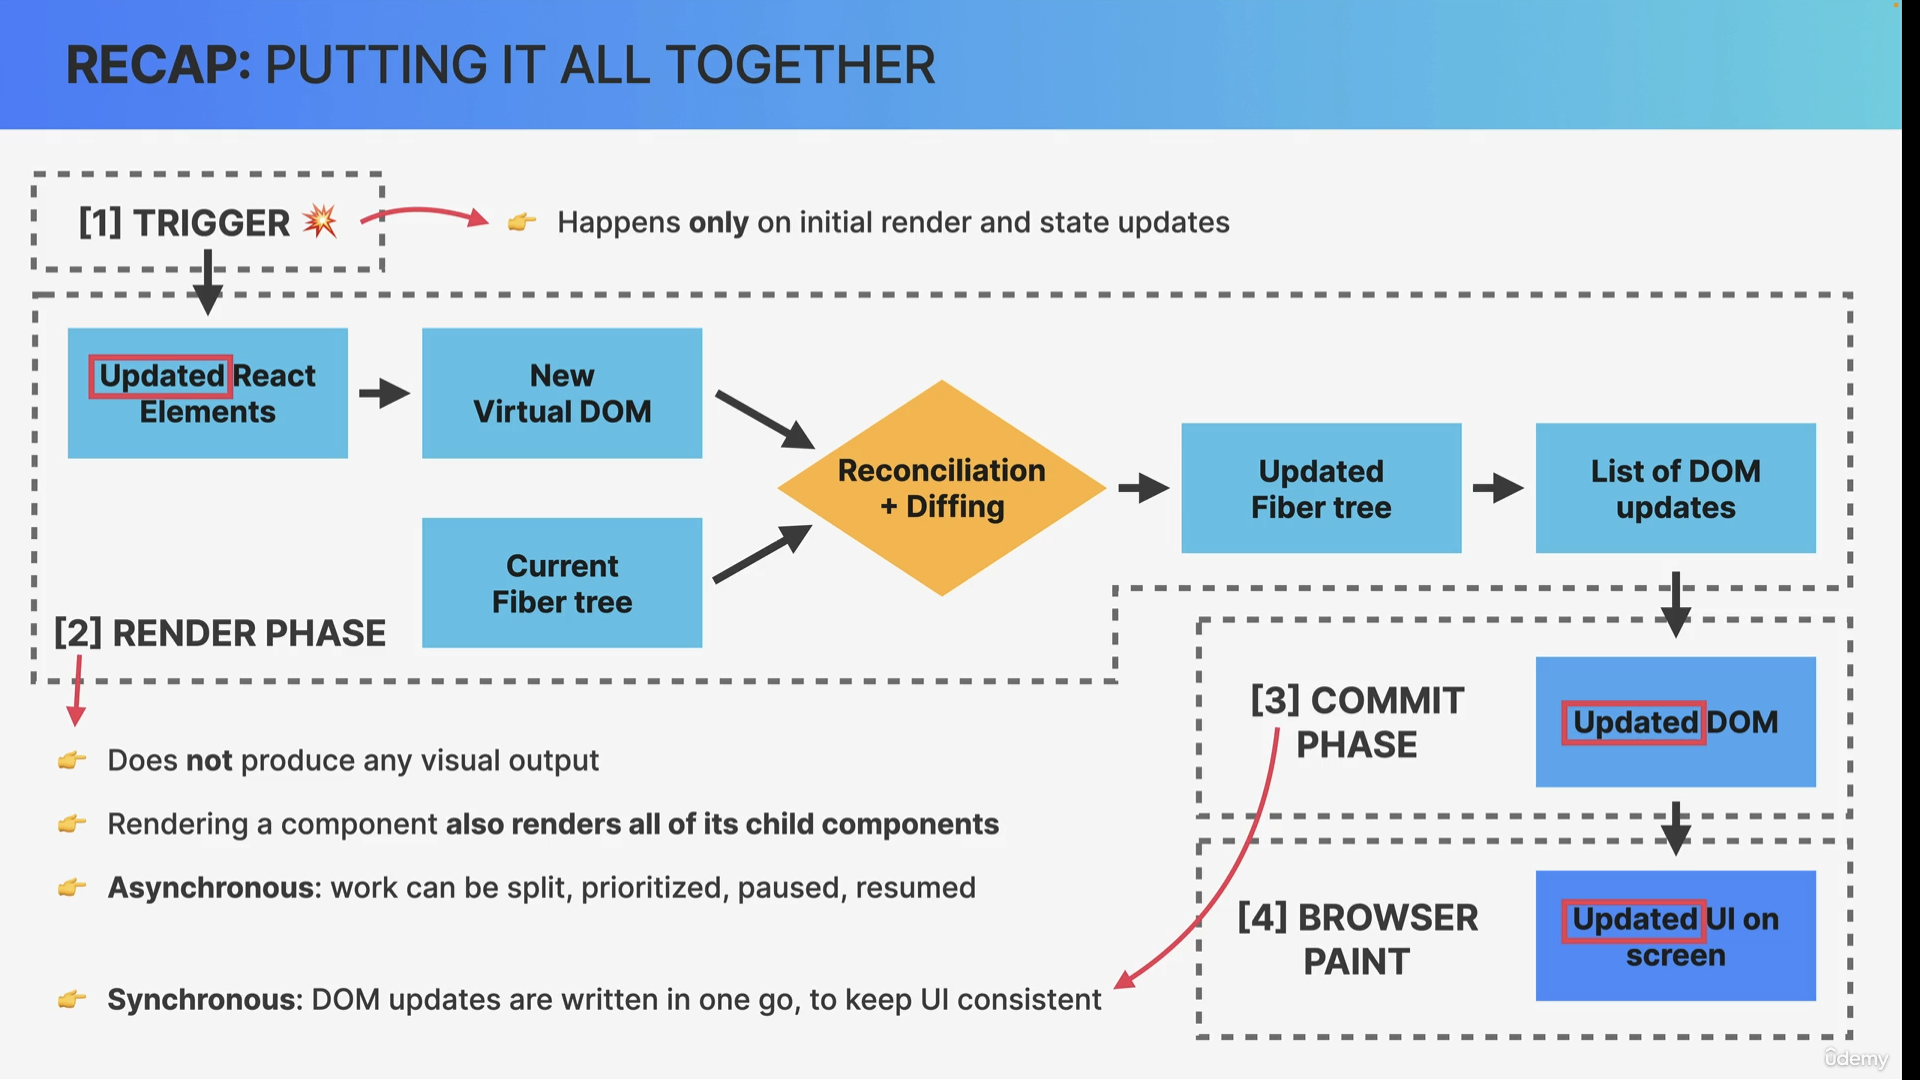 RECAP: PUTTING IT ALL TOGETHER
[1] TRIGGER 💥
👉 Happens only on initial render and state updates
Updated React
Elements
New
Virtual DOM
Current
Fiber tree
Reconciliation
+ Diffing
Updated
Fiber tree
List of DOM
updates
[2] RENDER PHASE
👉 Does not produce any visual output
👉 Rendering a component also renders all of its child components
👉 Asynchronous: work can be split, prioritized, paused, resumed
[3] COMMIT
PHASE
Updated DOM
[4] BROWSER
PAINT
Updated UI on
screen
👉 Synchronous: DOM updates are written in one go, to keep UI consistent
ûdemy